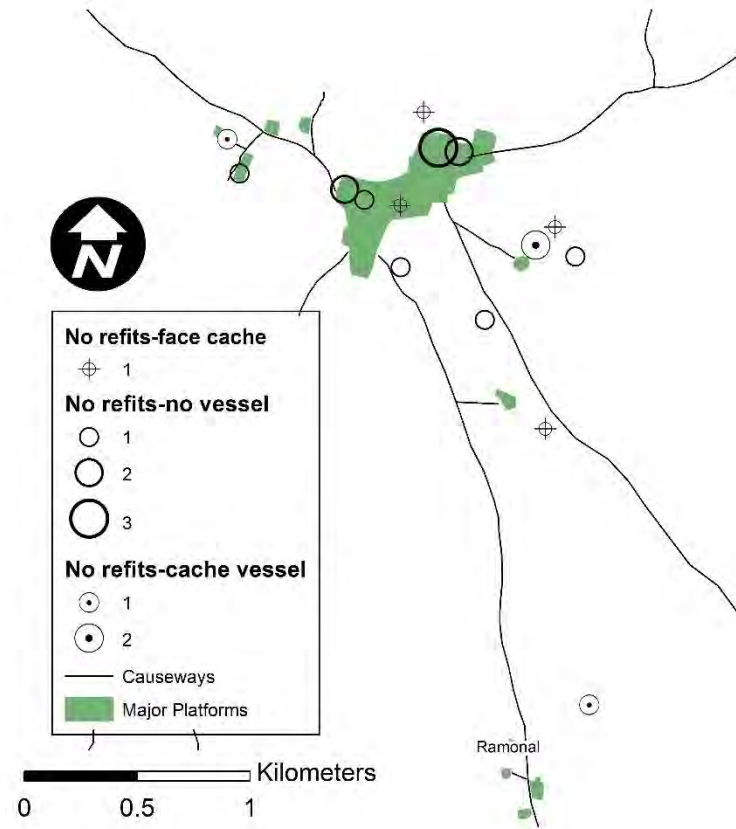 N
No refits-face cache
1
No refits-no vessel
1
2
3
No refits-cache vessel
1
2
Causeways
Major Platforms
Ramonal
Kilometers
0 0.5 1